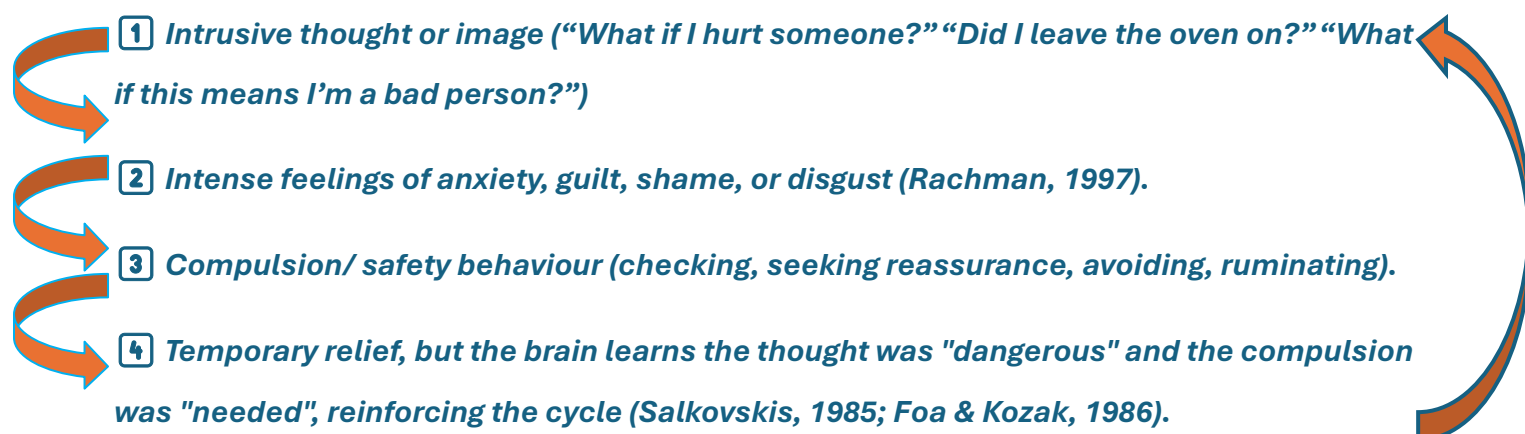 1 Intrusive thought or image (“What if I hurt someone?” “Did I leave the oven on?” “What
if this means I’m a bad person?”)
2 Intense feelings of anxiety, guilt, shame, or disgust (Rachman, 1997).
3 Compulsion/ safety behaviour (checking, seeking reassurance, avoiding, ruminating).
4 Temporary relief, but the brain learns the thought was "dangerous" and the compulsion
was "needed", reinforcing the cycle (Salkovskis, 1985; Foa & Kozak, 1986).